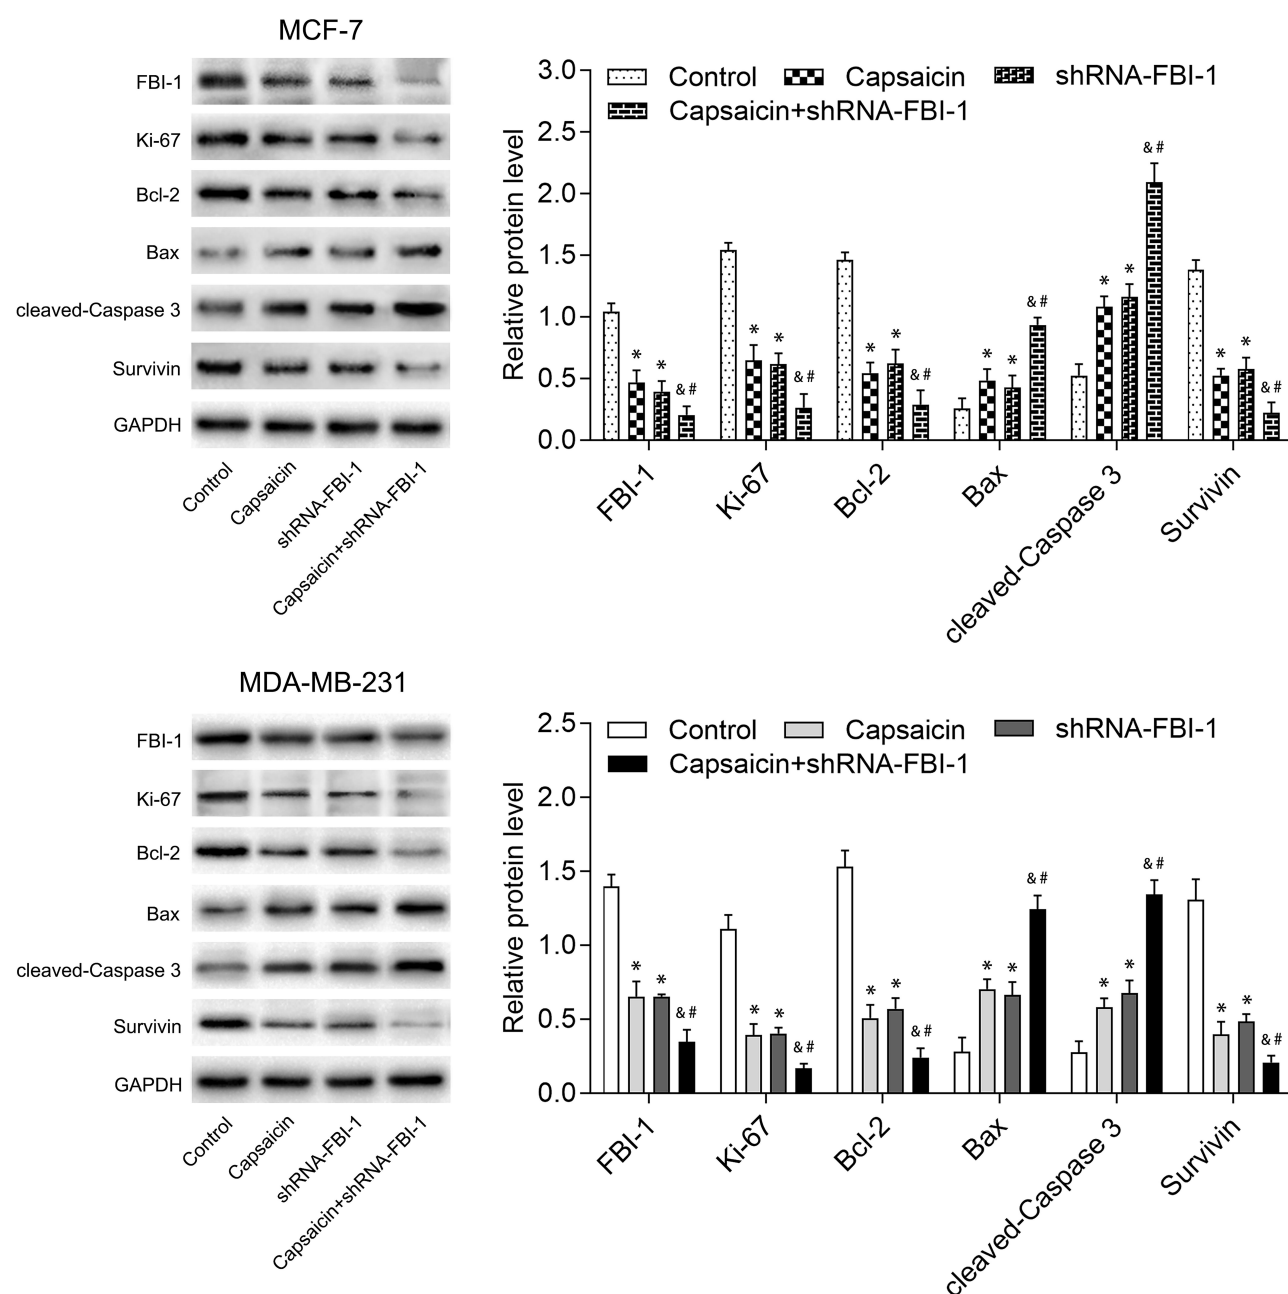 MCF-7
FBI-1
Ki-67
Bcl-2
Bax
cleaved-Caspase 3
Survivin
GAPDH
Control
Capsaicin
shRNA-FBI-1
Capsaicin+shRNA-FBI-1
Relative protein level
3.0
2.5
2.0
1.5
1.0
0.5
0.0
Control Capsaicin shRNA-FBI-1
Capsaicin+shRNA-FBI-1
* * & #
* * & #
* * & #
* * & #
* * & #
* * & #
FBI-1
Ki-67
Bcl-2
Bax
cleaved-Caspase 3
Survivin
MDA-MB-231
FBI-1
Ki-67
Bcl-2
Bax
cleaved-Caspase 3
Survivin
GAPDH
Control
Capsaicin
shRNA-FBI-1
Capsaicin+shRNA-FBI-1
Relative protein level
2.5
2.0
1.5
1.0
0.5
0.0
Control Capsaicin shRNA-FBI-1
Capsaicin+shRNA-FBI-1
* * & #
* * & #
* * & #
* * & #
* * & #
* * & #
FBI-1
Ki-67
Bcl-2
Bax
cleaved-Caspase 3
Survivin